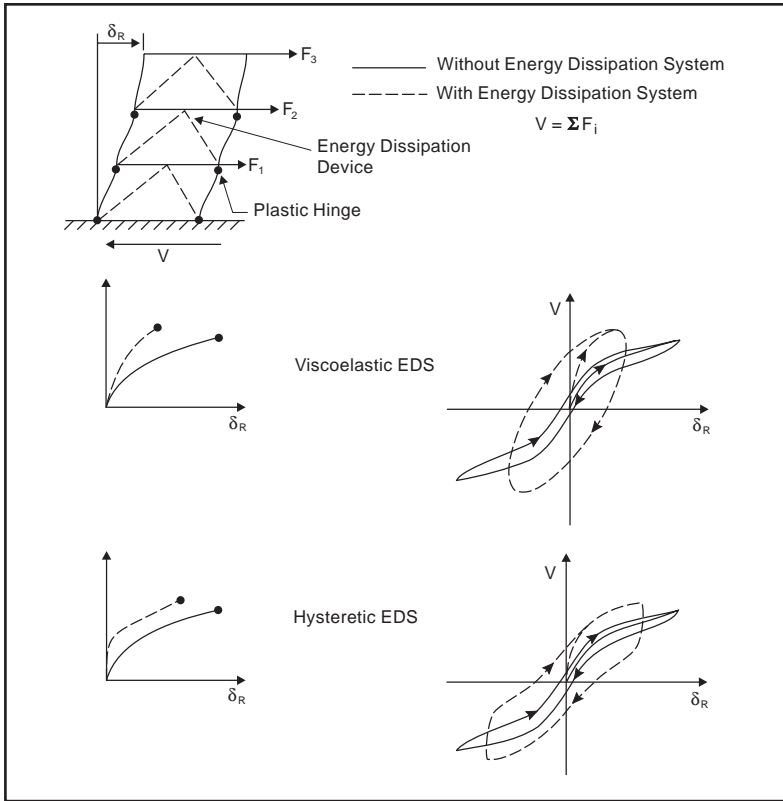 δR
F3
Without Energy Dissipation System
With Energy Dissipation System
F2
V = Σ Fi
Energy Dissipation
Device
F1
Plastic Hinge
V
V
Viscoelastic EDS
δR
δR
V
Hysteretic EDS
δR
δR